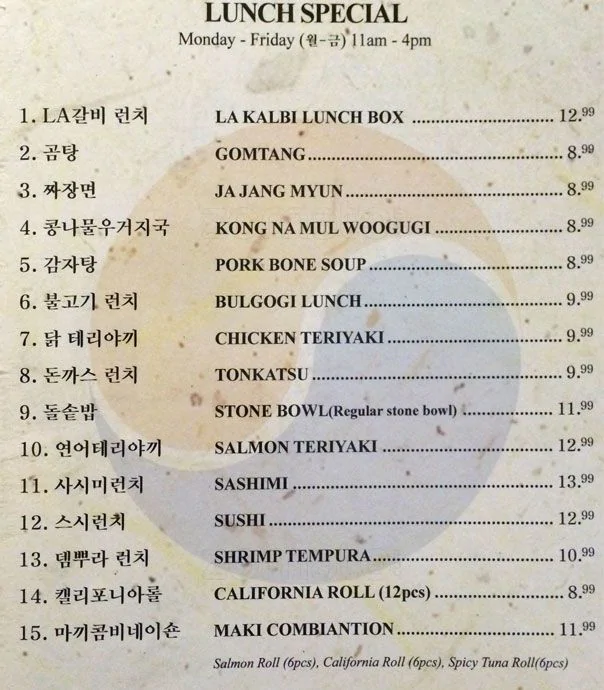 LUNCH SPECIAL
Monday - Friday (월-금) 11am - 4pm
1. LA갈비 런치 LA KALBI LUNCH BOX 12.99
2. 곰탕 GOMTANG 8.99
3. 짜장면 JA JANG MYUN 8.99
4. 콩나물우거지국 KONG NA MUL WOOGUGI 8.99
5. 감자탕 PORK BONE SOUP 8.99
6. 불고기 런치 BULGOGI LUNCH 9.99
7. 닭 테리야끼 CHICKEN TERIYAKI 9.99
8. 돈까스 런치 TONKATSU 9.99
9. 돌솥밥 STONE BOWL(Regular stone bowl) 11.99
10. 연어테리야끼 SALMON TERIYAKI 12.99
11. 사시미런치 SASHIMI 13.99
12. 스시런치 SUSHI 12.99
13. 뎀뿌라 런치 SHRIMP TEMPURA 10.99
14. 캘리포니아롤 CALIFORNIA ROLL (12pcs) 8.99
15. 마끼콤비네이숀 MAKI COMBIANTION 11.99
Salmon Roll (6pcs), California Roll (6pcs), Spicy Tuna Roll(6pcs)